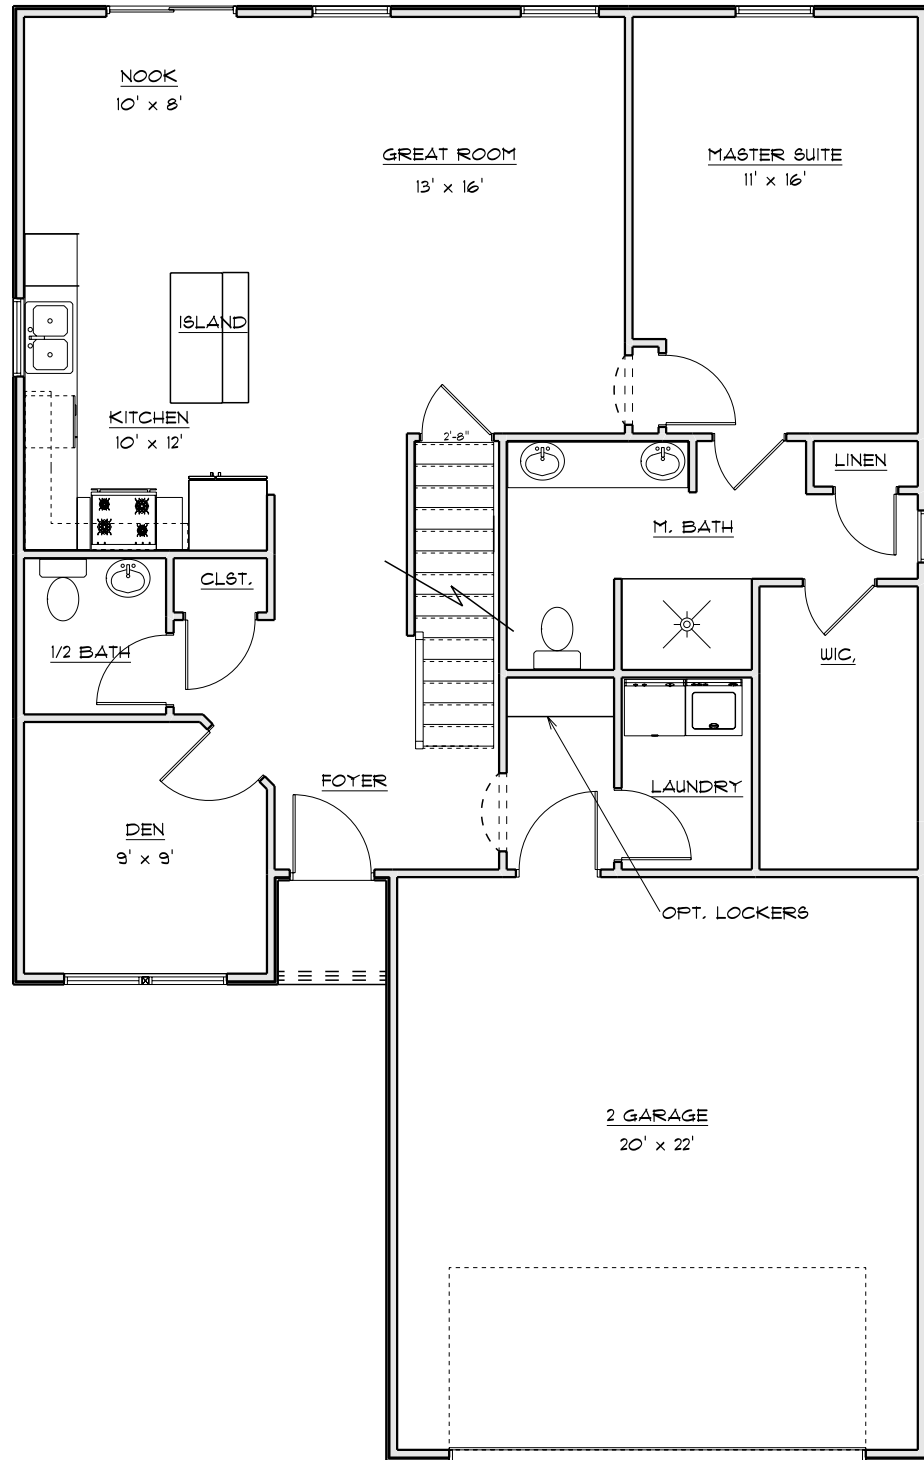 NOOK
10' x 8'
GREAT ROOM
13' x 16'
MASTER SUITE
11' x 16'
ISLAND
KITCHEN
10' x 12'
2'-8"
LINEN
M. BATH
CLST.
1/2 BATH
WIC,
FOYER
LAUNDRY
DEN
9' x 9'
OPT. LOCKERS
2 GARAGE
20' x 22'